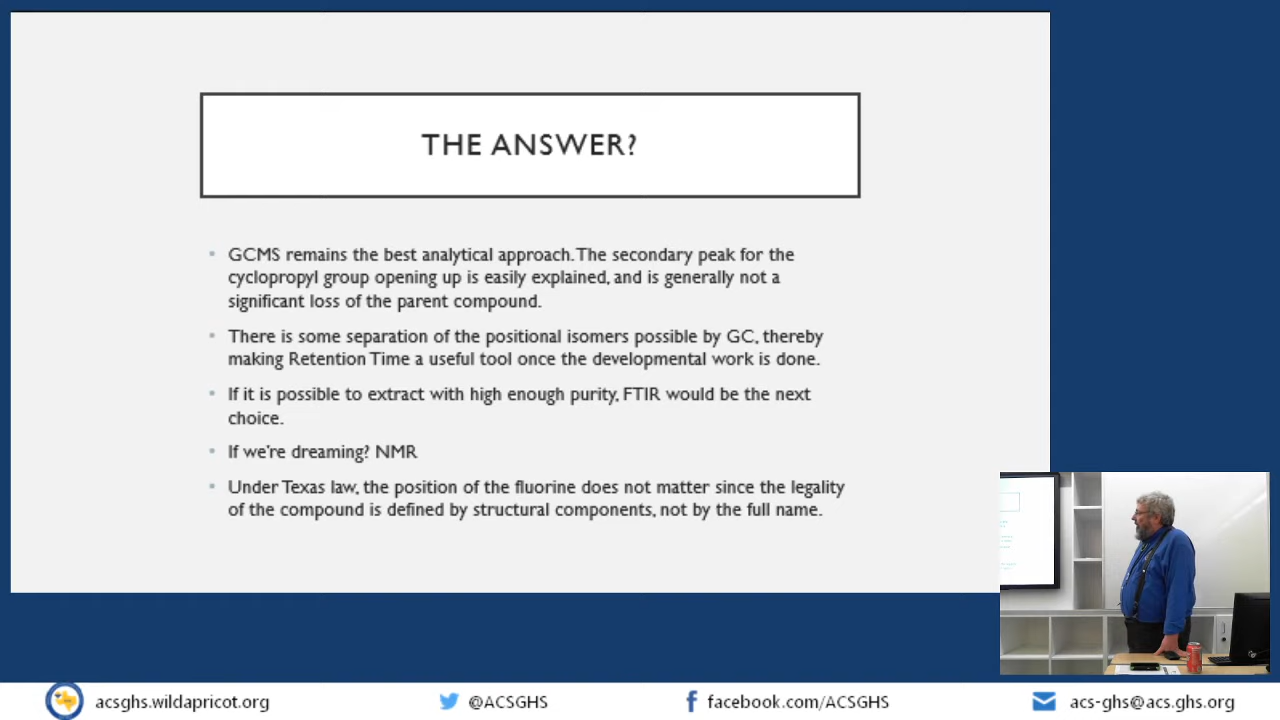 THE ANSWER?
GCMS remains the best analytical approach. The secondary peak for the
cyclopropyl group opening up is easily explained, and is generally not a
significant loss of the parent compound.
There is some separation of the positional isomers possible by GC, thereby
making Retention Time a useful tool once the developmental work is done.
If it is possible to extract with high enough purity, FTIR would be the next
choice.
If we're dreaming? NMR
Under Texas law, the position of the fluorine does not matter since the legality
of the compound is defined by structural components, not by the full name.
acsghs.wildapricot.org
@ACSGHS
facebook.com/ACSGHS
acs-ghs@acs.ghs.org